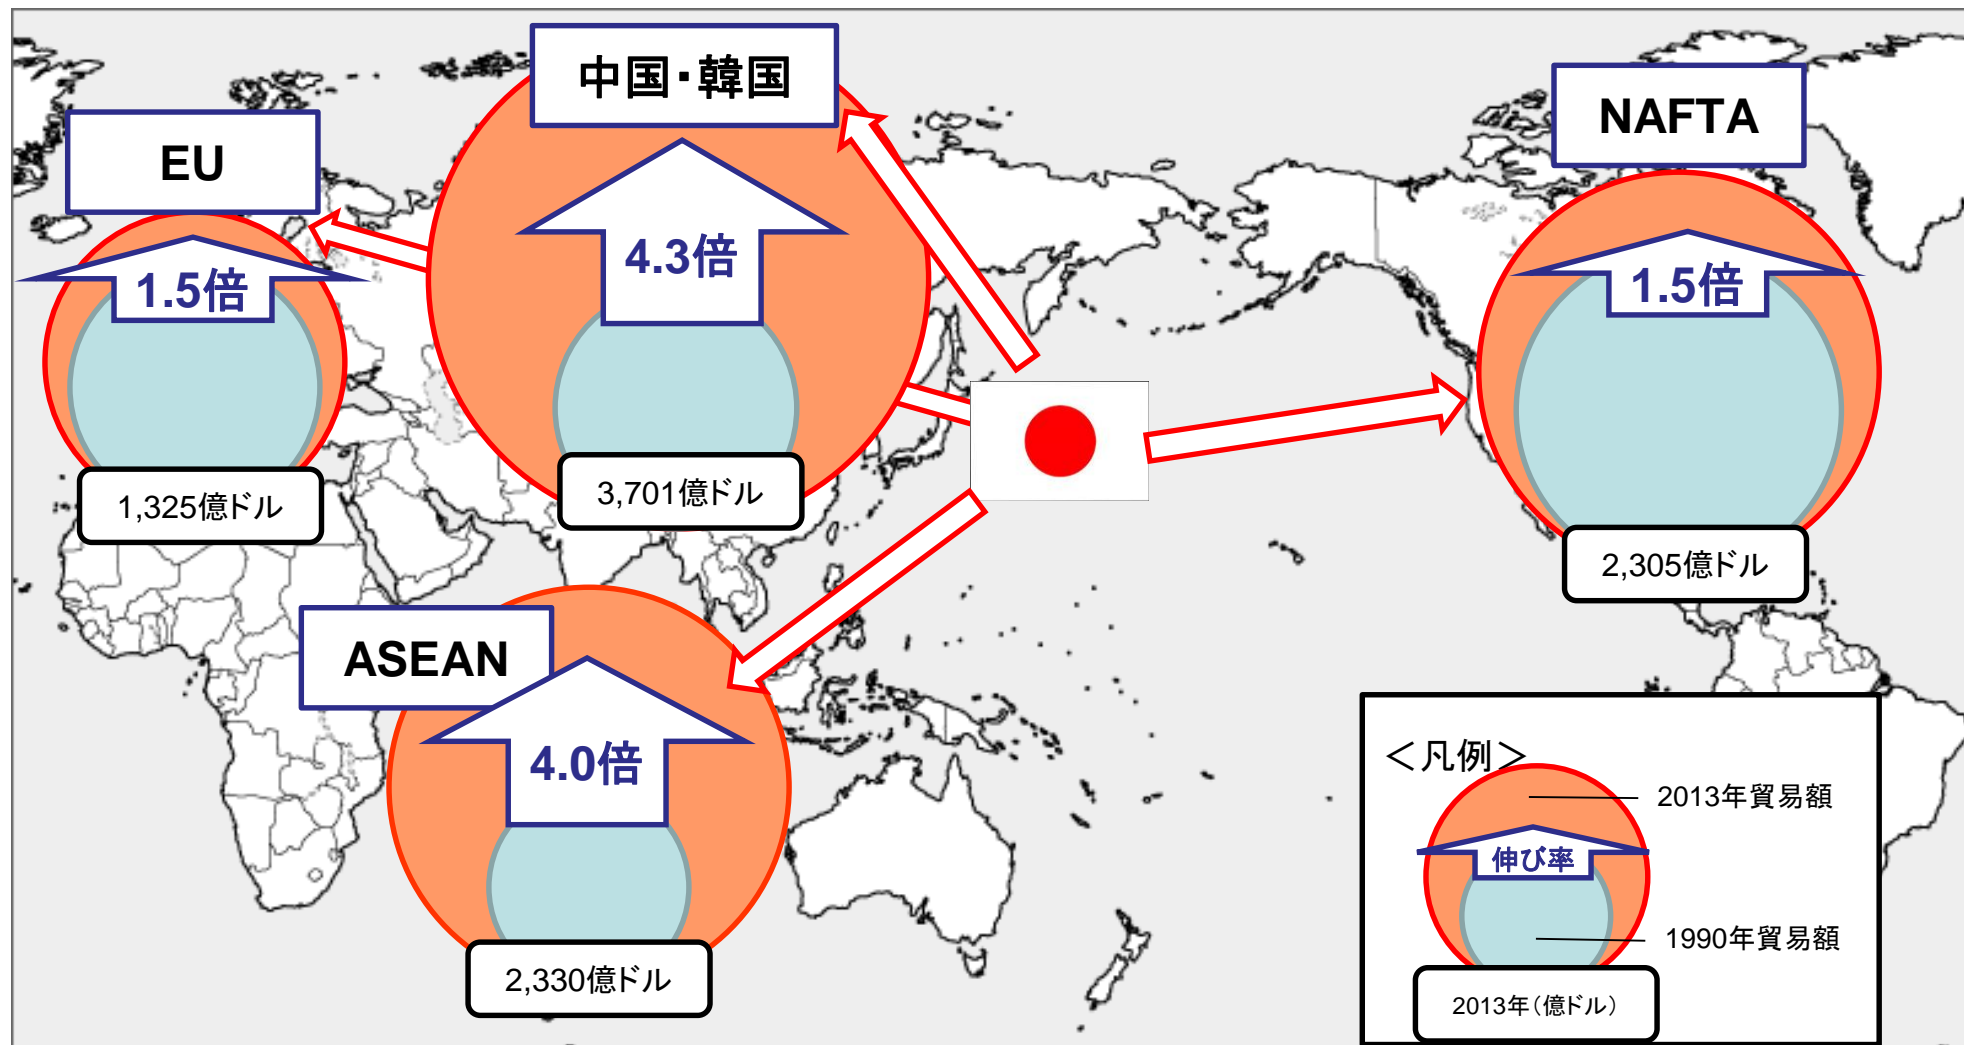 中国・韓国
4.3倍
3,701億ドル
EU
1.5倍
1,325億ドル
NAFTA
1.5倍
2,305億ドル
ASEAN
4.0倍
2,330億ドル
＜凡例＞
2013年貿易額
伸び率
1990年貿易額
2013年（億ドル）